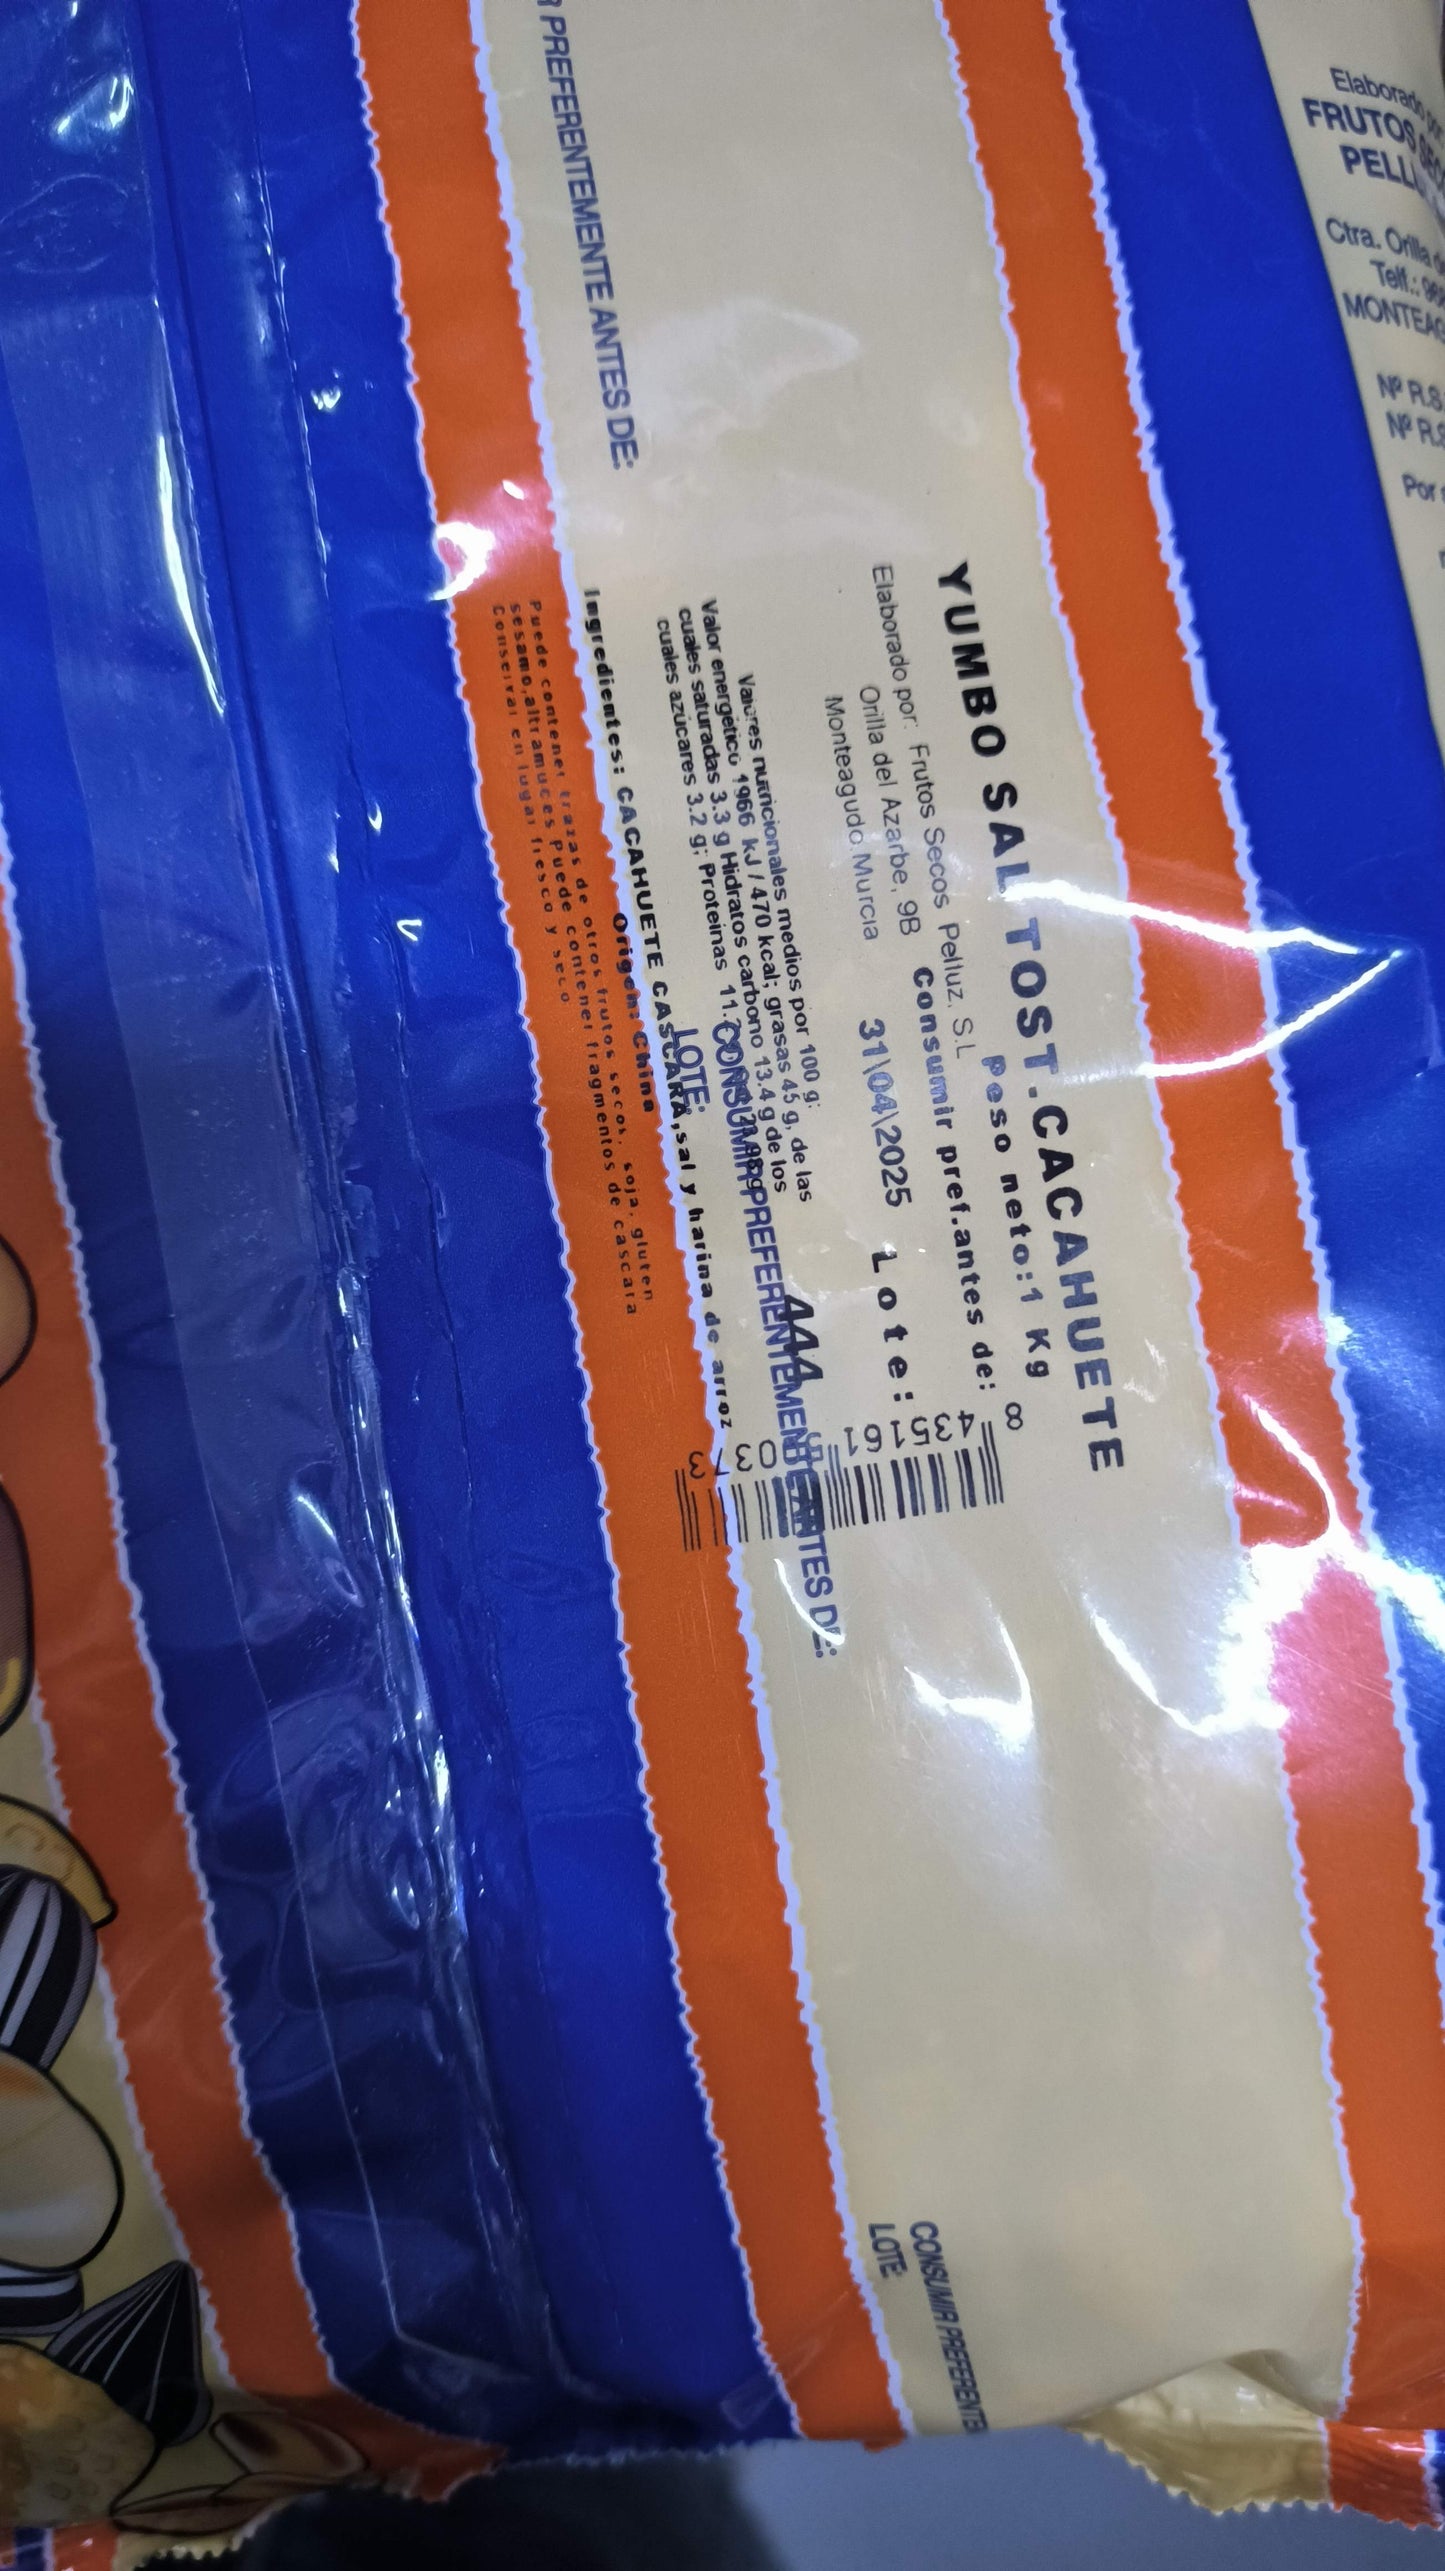 YUMBO SAL TOST.CACAHUETE
Peso neto:1 Kg
Elaborado por: Frutos Secos Pelluz, S.L
Orilla del Azarbe, 9B
Monteagudo.Murcia
Consumir pref.antes de:
31\04\2025 Lote:
444
Valores nutricionales medios por 100 g:
Valor energético 1966 kJ / 470 kcal; grasas 45 g, de las
cuales saturadas 3.3 g Hidratos carbono 13.4 g de los
cuales azúcares 3.2 g; Proteinas
Ingredientes: CACAHUETE CASCARA,sal y harina de arroz
Origen: China
Puede contener trazas de otros frutos secos, soja, gluten
sesamo,altramuces Puede contener fragmentos de cascara
Conservar en lugar fresco y seco
PREFERENTEMENTE ANTES DE:
CONSUMIR PREFERENTEMENTE ANTES DE:
LOTE:
CONSUMIR PREFERENTE
LOTE
Elaborado por
FRUTOS
Ctra. Orilla
Telf.:
Nº R.S.
Nº R.S
Por